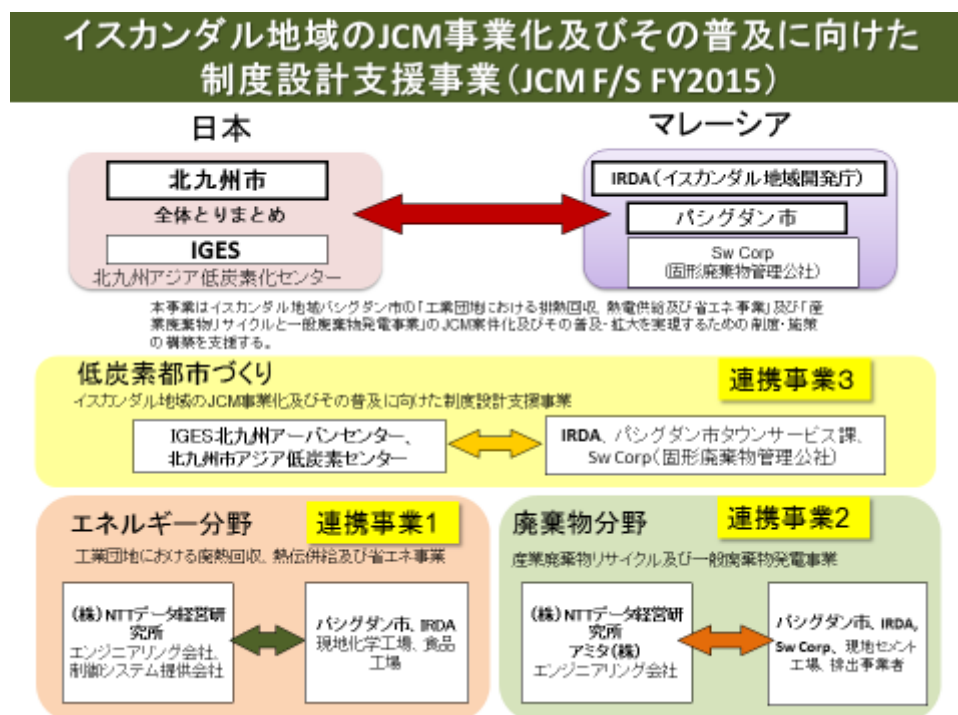 イスカンダル地域のJCM事業化及びその普及に向けた
制度設計支援事業(JCM F/S FY2015)
日本
マレーシア
北九州市
全体とりまとめ
IGES
北九州アジア低炭素化センター
IRDA(イスカンダル地域開発庁)
パシグダン市
Sw Corp
(固形廃棄物管理公社)
本事業はイスカンダル地域パシグダン市の「工業団地における排熱回収、熱電供給及び省エネ事業」及び「産
業廃棄物リサイクルと一般廃棄物発電事業」のJCM案件化及びその普及・拡大を実現するための制度・施策
の構築を支援する。
低炭素都市づくり
連携事業3
イスカンダル地域のJCM事業化及びその普及に向けた制度設計支援事業
IGES北九州アーバンセンター、
北九州市アジア低炭素センター
IRDA、パシグダン市タウンサービス課、
Sw Corp(固形廃棄物管理公社)
エネルギー分野
連携事業1
工業団地における廃熱回収、熱伝併給及び省エネ事業
(株)NTTデータ経営研
究所
エンジニアリング会社、
制御システム提供会社
パシグダン市、IRDA
現地化学工場、食品
工場
廃棄物分野
連携事業2
産業廃棄物リサイクル及び一般廃棄物発電事業
(株)NTTデータ経営研
究所
アミタ(株)
エンジニアリング会社
パシグダン市、IRDA,
Sw Corp、現地セメント
工場、排出事業者